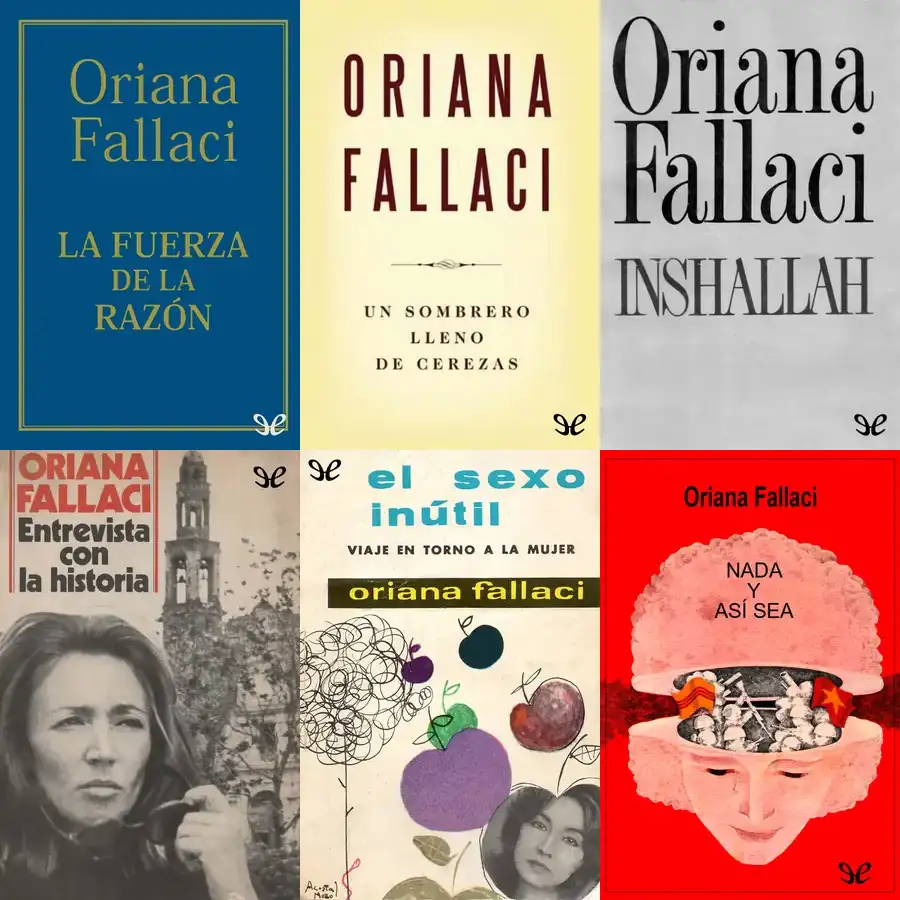 Oriana
Fallaci
LA FUERZA
DE LA
RAZÓN
ORIANA
FALLACI
UN SOMBRERO
LLENO
DE CEREZAS
Oriana
Fallaci
INSHALLAH
ORIANA
FALLACI
Entrevista
con
la historia
el sexo
inútil
VIAJE EN TORNO A LA MUJER
oriana fallaci
Oriana Fallaci
NADA
Y
ASÍ SEA